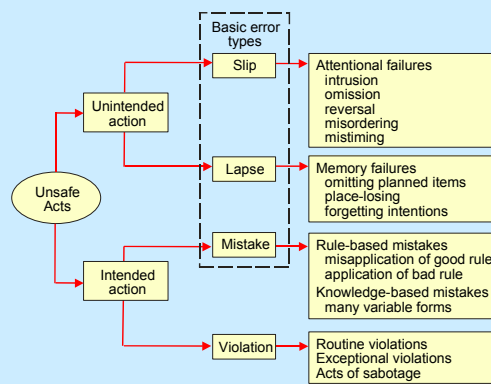 Basic error
types
Slip
Attentional failures
intrusion
omission
reversal
misordering
mistiming
Unintended
action
Lapse
Memory failures
omitting planned items
place-losing
forgetting intentions
Unsafe
Acts
Mistake
Rule-based mistakes
misapplication of good rule
application of bad rule
Knowledge-based mistakes
many variable forms
Intended
action
Violation
Routine violations
Exceptional violations
Acts of sabotage